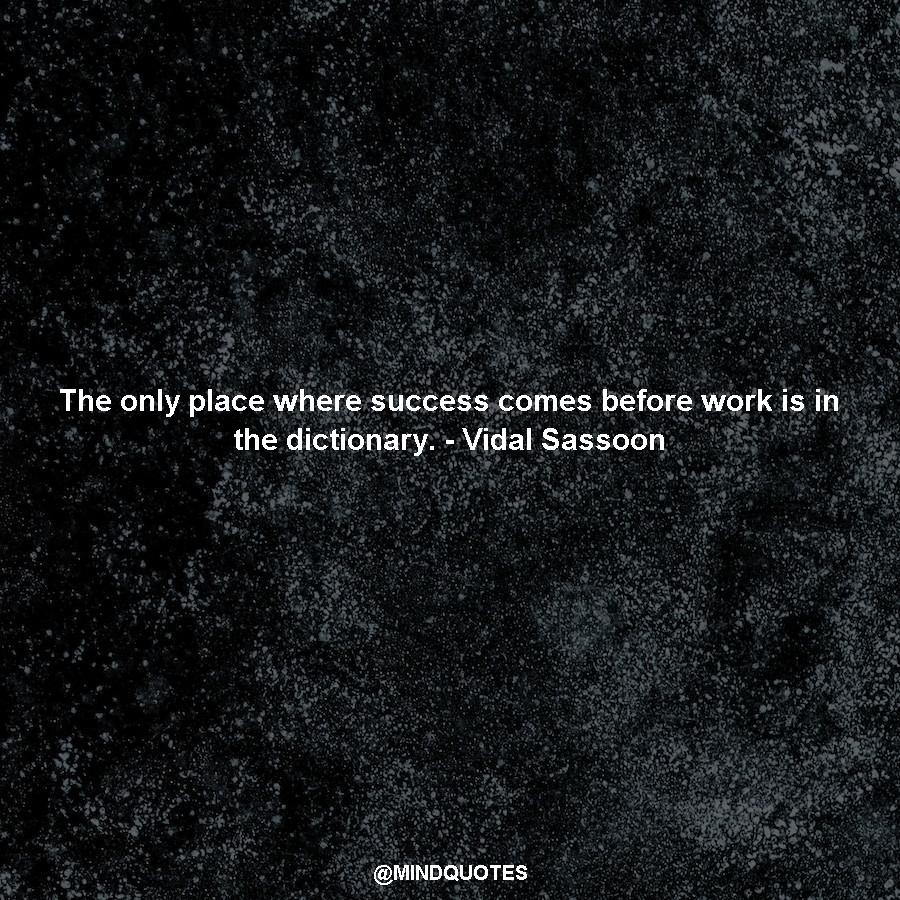 The only place where success comes before work is in
the dictionary. - Vidal Sassoon
@MINDQUOTES